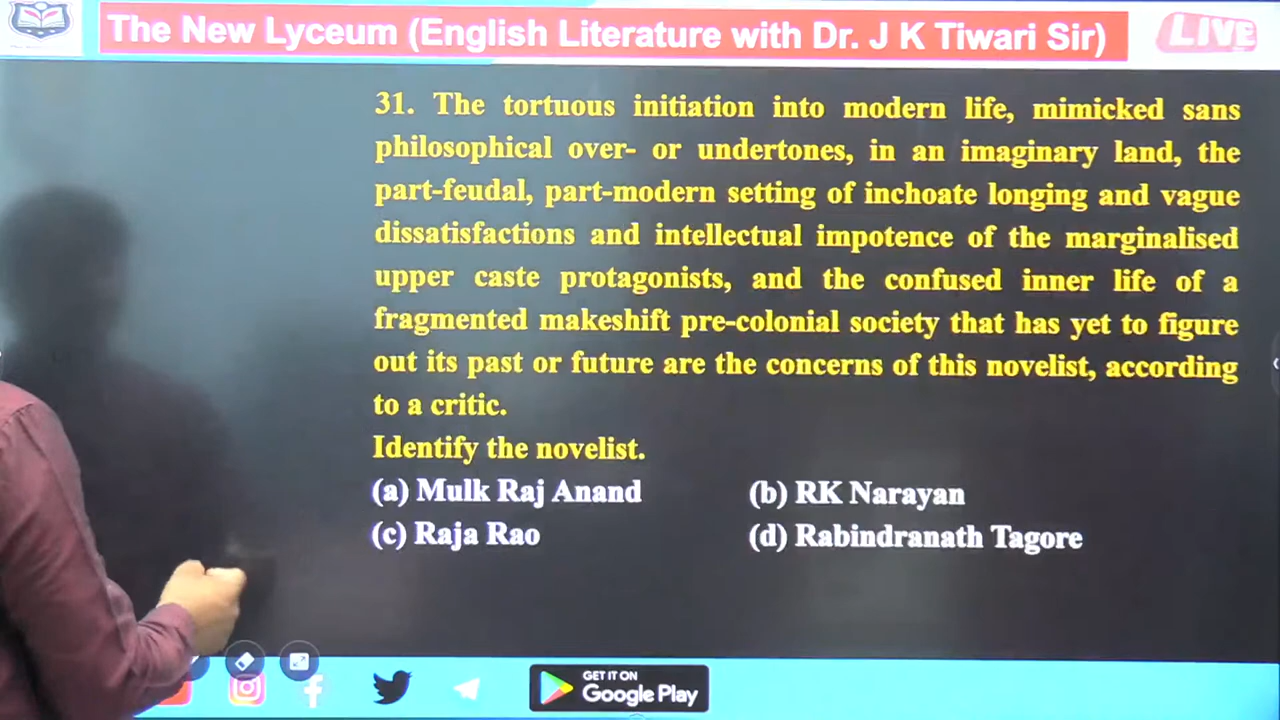 The New Lyceum (English Literature with Dr. J K Tiwari Sir)
LIVE
31. The tortuous initiation into modern life, mimicked sans
philosophical over- or undertones, in an imaginary land, the
part-feudal, part-modern setting of inchoate longing and vague
dissatisfactions and intellectual impotence of the marginalised
upper caste protagonists, and the confused inner life of a
fragmented makeshift pre-colonial society that has yet to figure
out its past or future are the concerns of this novelist, according
to a critic.
Identify the novelist.
(a) Mulk Raj Anand (b) RK Narayan
(c) Raja Rao (d) Rabindranath Tagore
GET IT ON
Google Play